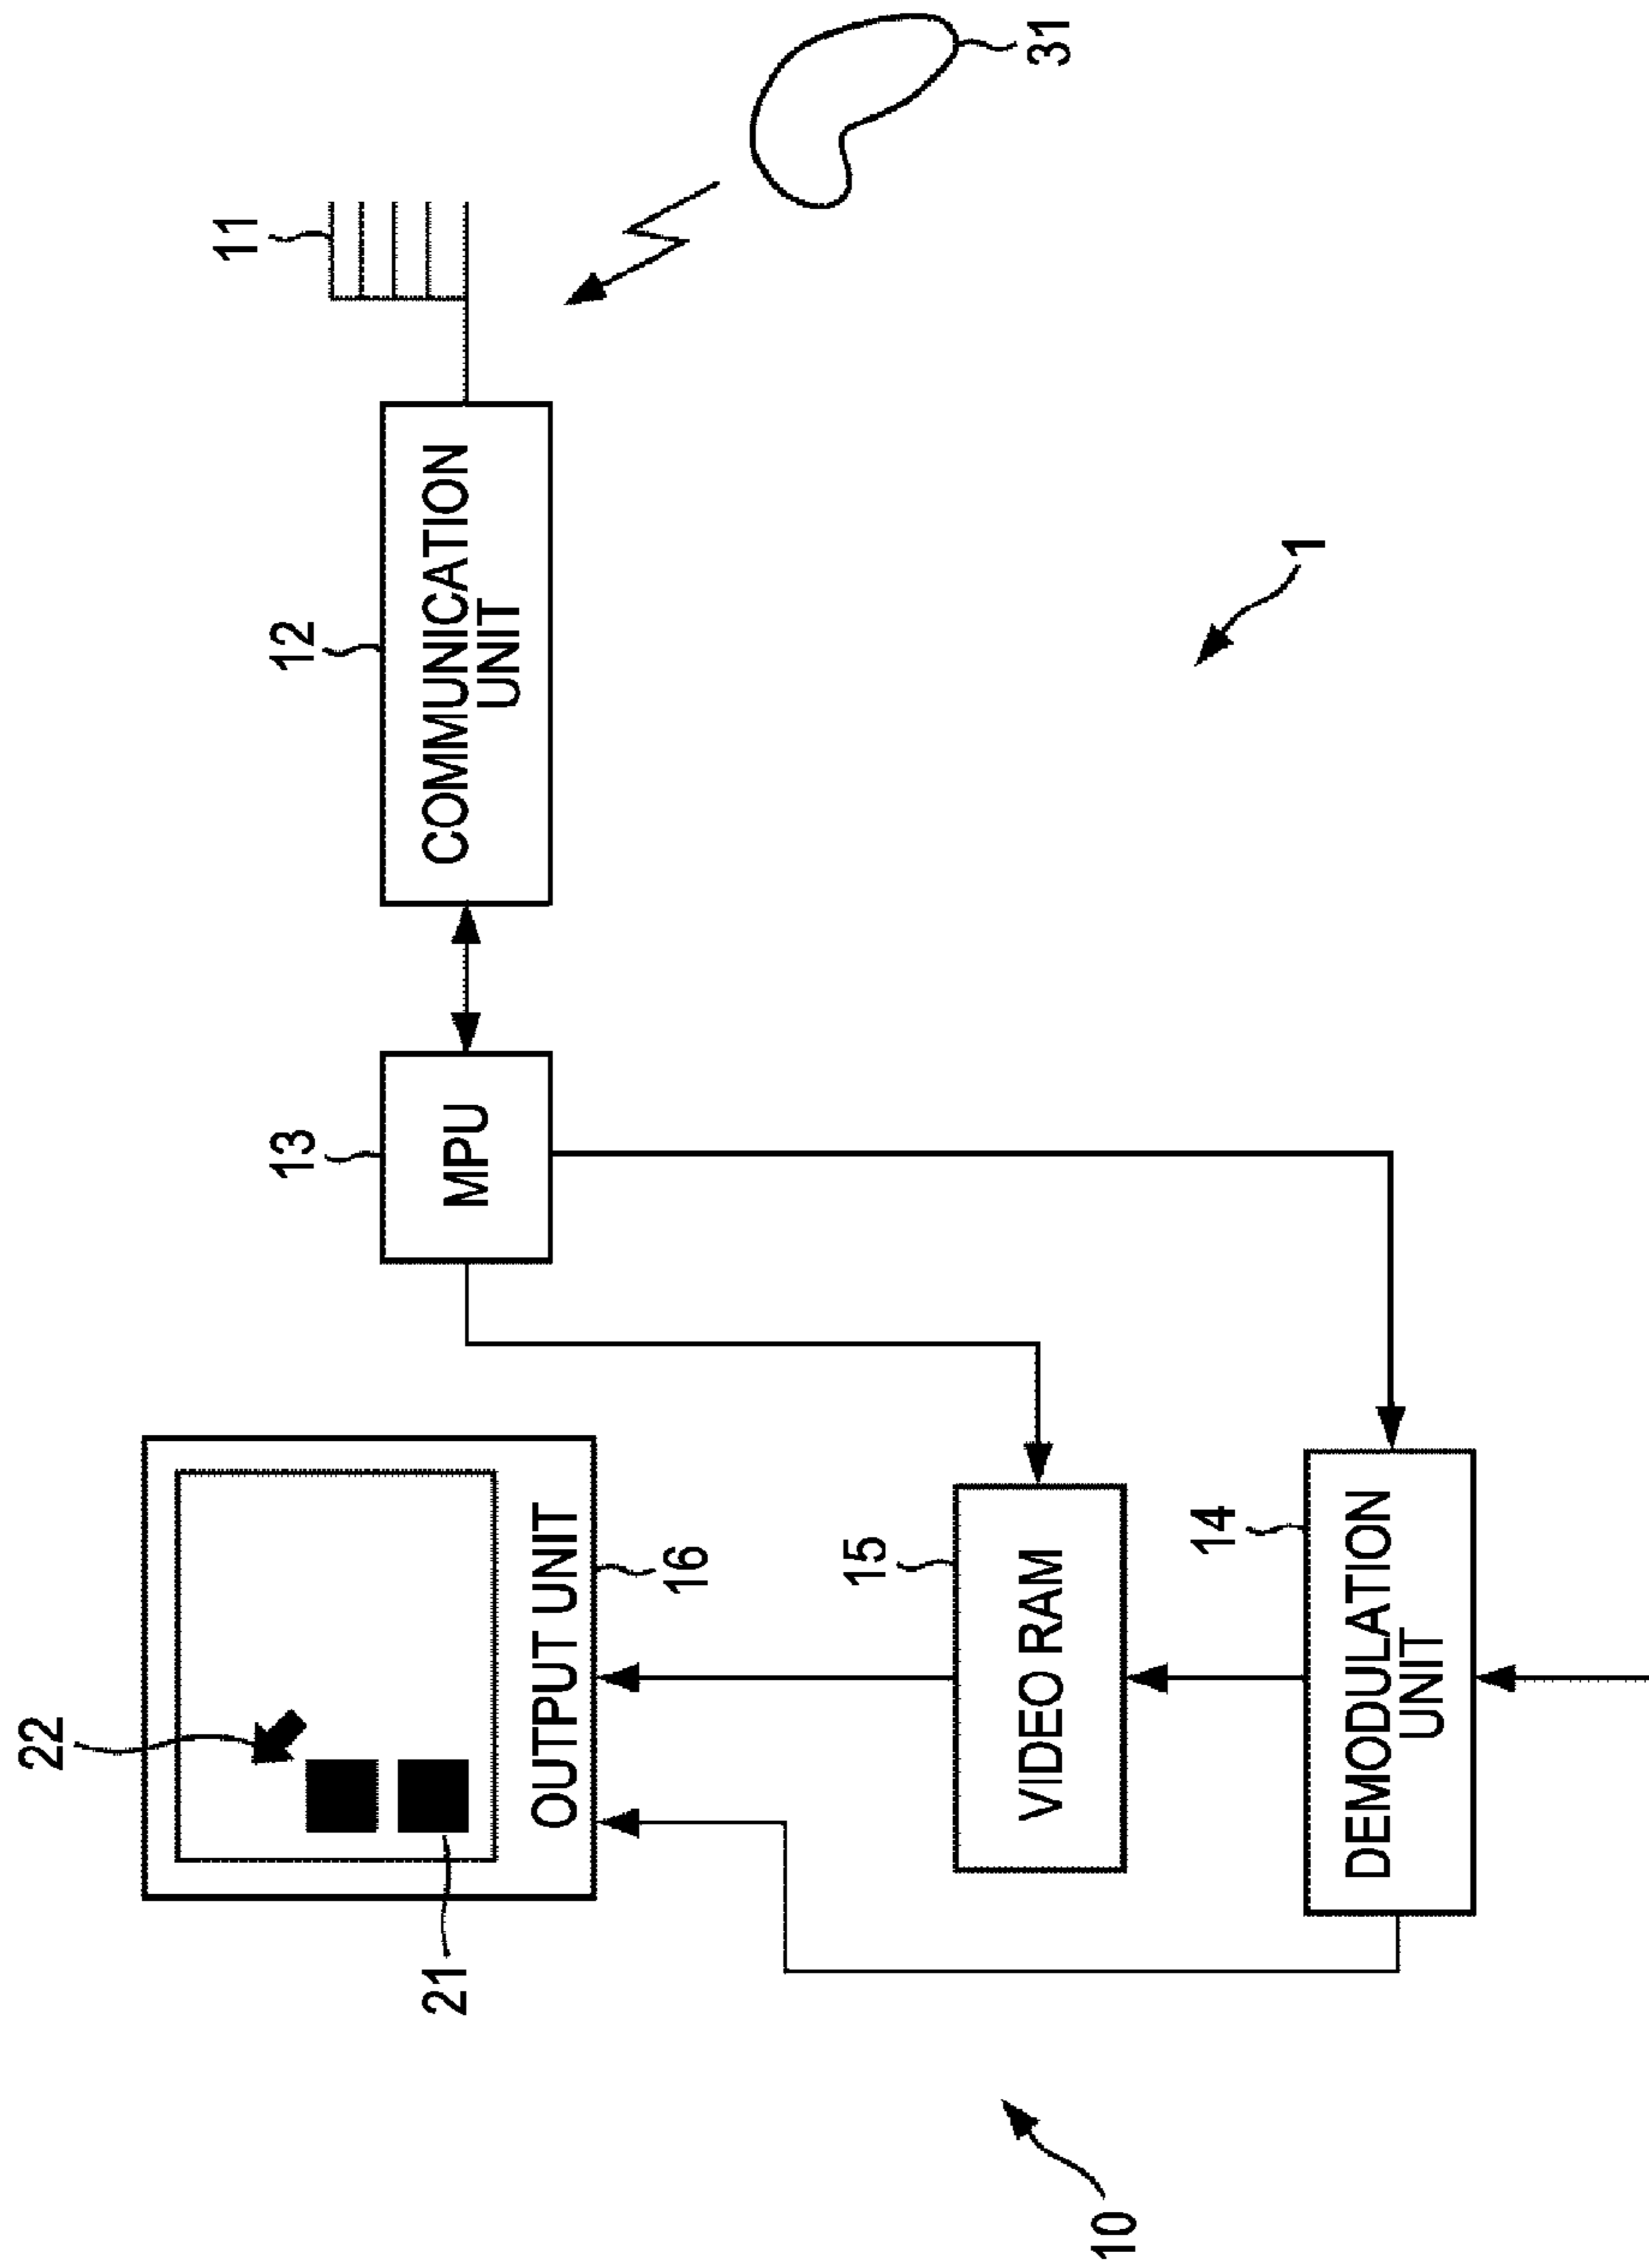 22
11
13
12
21
COMMUNICATION
UNIT
MPU
OUTPUT UNIT
16
15
VIDEO RAM
31
10
14
1
DEMODULATION
UNIT